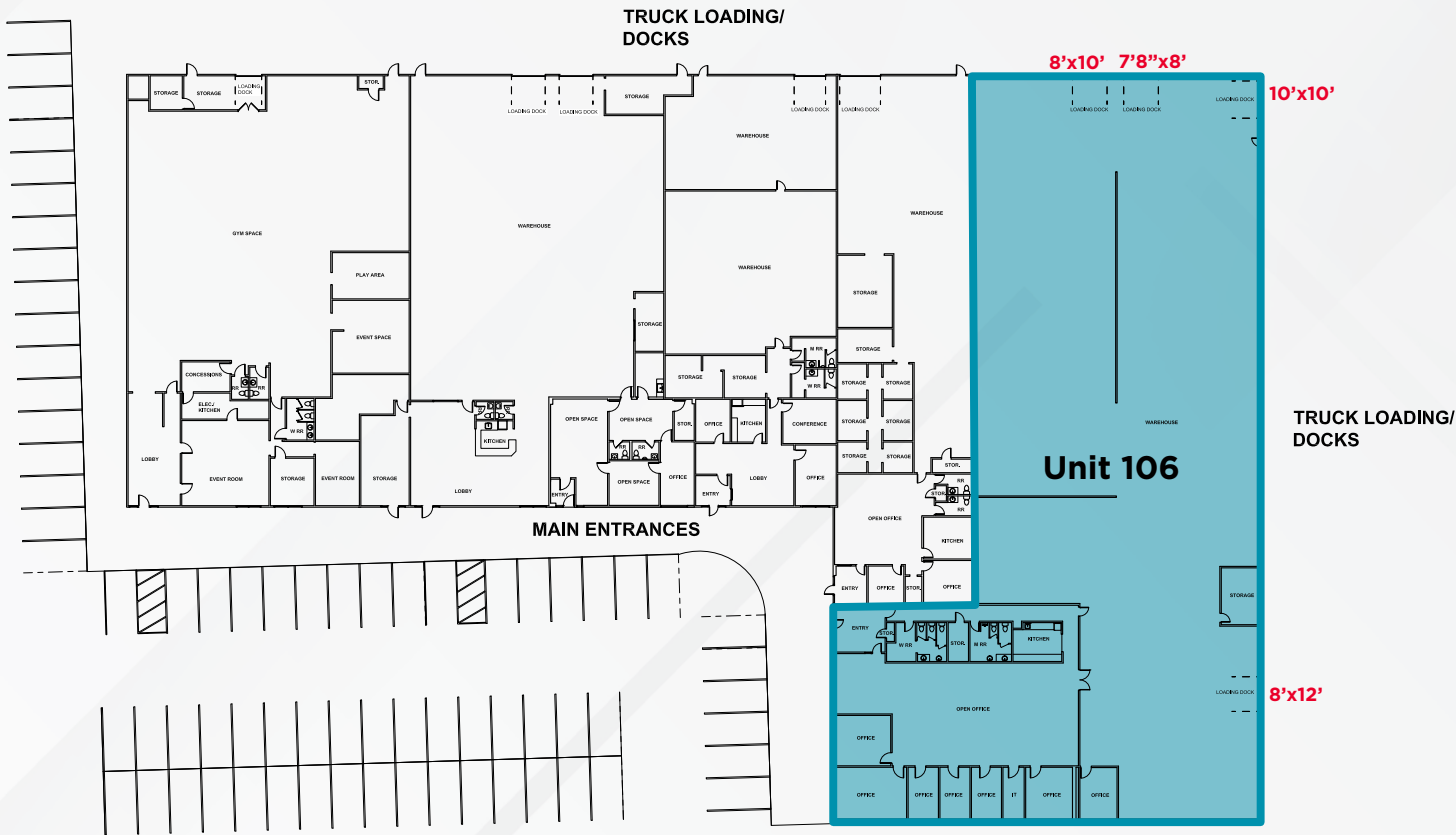 TRUCK LOADING/
DOCKS
8’x10’ 7’8”x8’
10’x10’
STORAGE
STORAGE
LOADING
DOCK
STOR.
LOADING DOCK
LOADING DOCK
STORAGE
LOADING DOCK
LOADING DOCK
LOADING DOCK
LOADING DOCK
LOADING DOCK
WAREHOUSE
GYM SPACE
WAREHOUSE
WAREHOUSE
WAREHOUSE
PLAY AREA
STORAGE
EVENT SPACE
STORAGE
STORAGE
M RR
W RR
CONCESSIONS
RR
RR
STORAGE
STORAGE
STORAGE
STORAGE
ELEC/
KITCHEN
W RR
KITCHEN
OPEN SPACE
OPEN SPACE
STOR.
OFFICE
KITCHEN
CONFERENCE
STORAGE
STORAGE
WAREHOUSE
TRUCK LOADING/
DOCKS
RR
RR
STORAGE
STORAGE
LOBBY
EVENT ROOM
STORAGE
EVENT ROOM
STORAGE
LOBBY
ENTRY
OPEN SPACE
OFFICE
ENTRY
LOBBY
OFFICE
STOR.
Unit 106
STOR.
RR
RR
OPEN OFFICE
MAIN ENTRANCES
KITCHEN
ENTRY
OFFICE
STOR.
OFFICE
STORAGE
ENTRY
STOR.
W RR
STOR.
M RR
KITCHEN
LOADING DOCK
8’x12’
OPEN OFFICE
OFFICE
OFFICE
OFFICE
OFFICE
OFFICE
IT
OFFICE
OFFICE